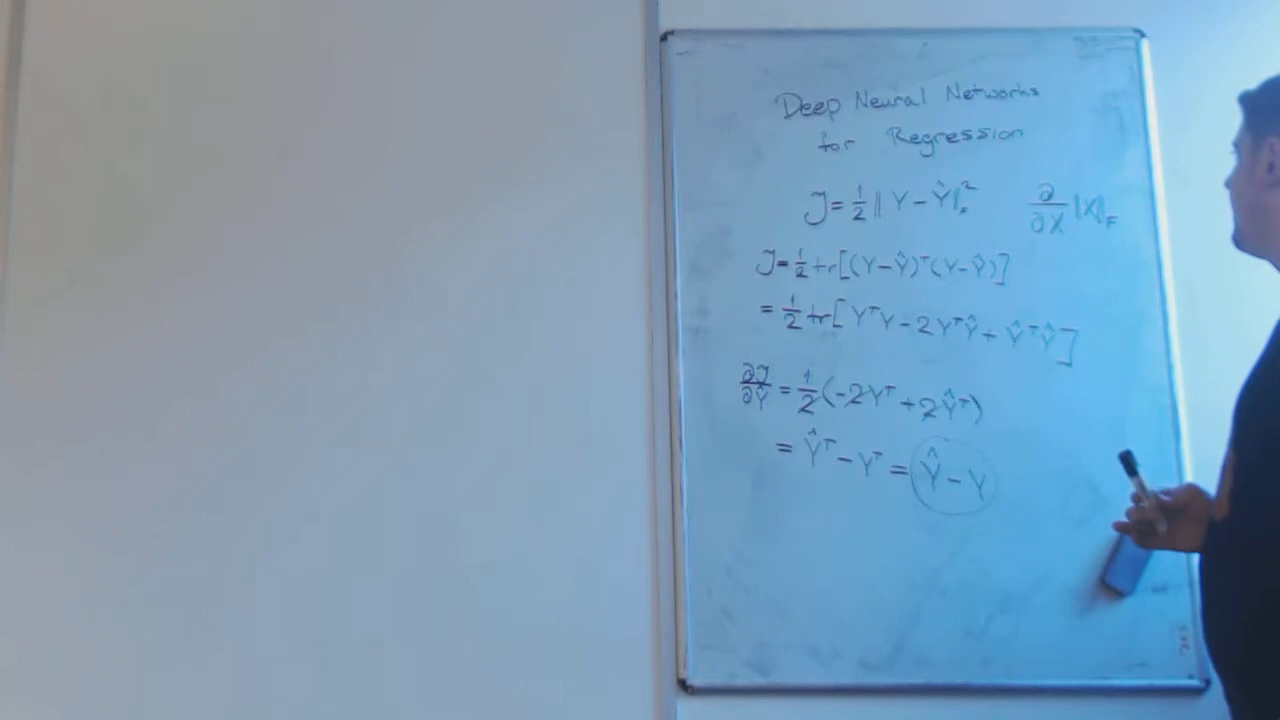 Deep Neural Networks
for Regression
J = 1/2 || Y - Ŷ |²_F ∂/∂X |X|_F
J = 1/2 tr[(Y - Ŷ)ᵀ(Y - Ŷ)]
= 1/2 tr[YᵀY - 2YᵀŶ + ŶᵀŶ]
∂J/∂Ŷ = 1/2 (-2Yᵀ + 2Ŷᵀ)
= Ŷᵀ - Yᵀ = Ŷ - Y